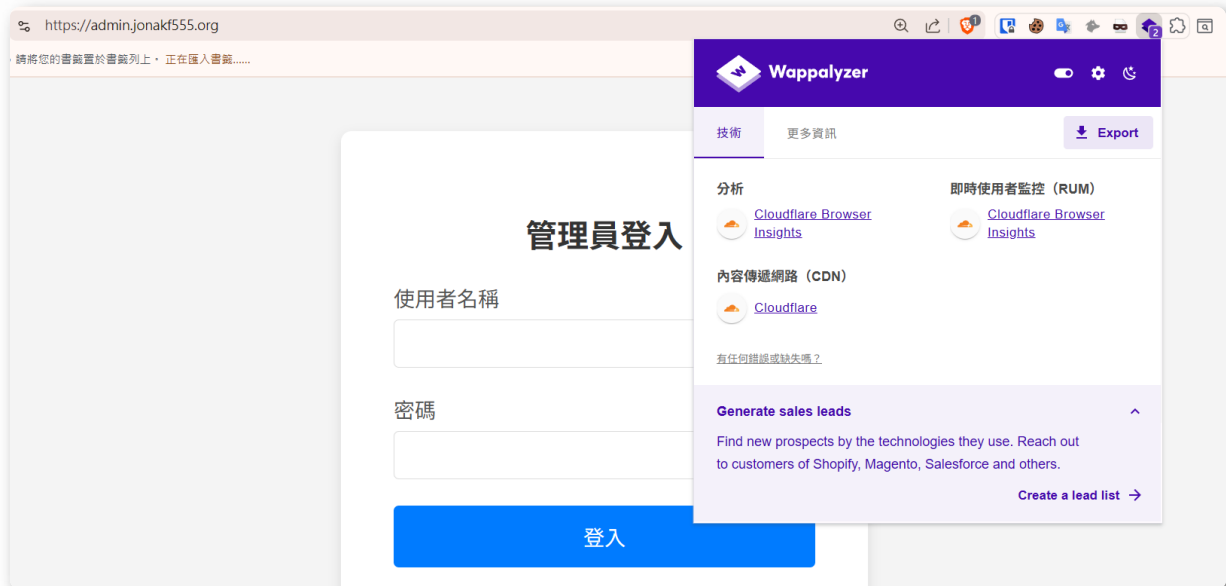 https://admin.jonakf555.org
1
2
請將您的書籤置於書籤列上。 正在匯入書籤......
Wappalyzer
技術
更多資訊
Export
分析
即時使用者監控（RUM）
Cloudflare Browser
Insights
Cloudflare Browser
Insights
內容傳遞網路（CDN）
Cloudflare
有任何錯誤或缺失嗎？
Generate sales leads
Find new prospects by the technologies they use. Reach out
to customers of Shopify, Magento, Salesforce and others.
Create a lead list
管理員登入
使用者名稱
密碼
登入